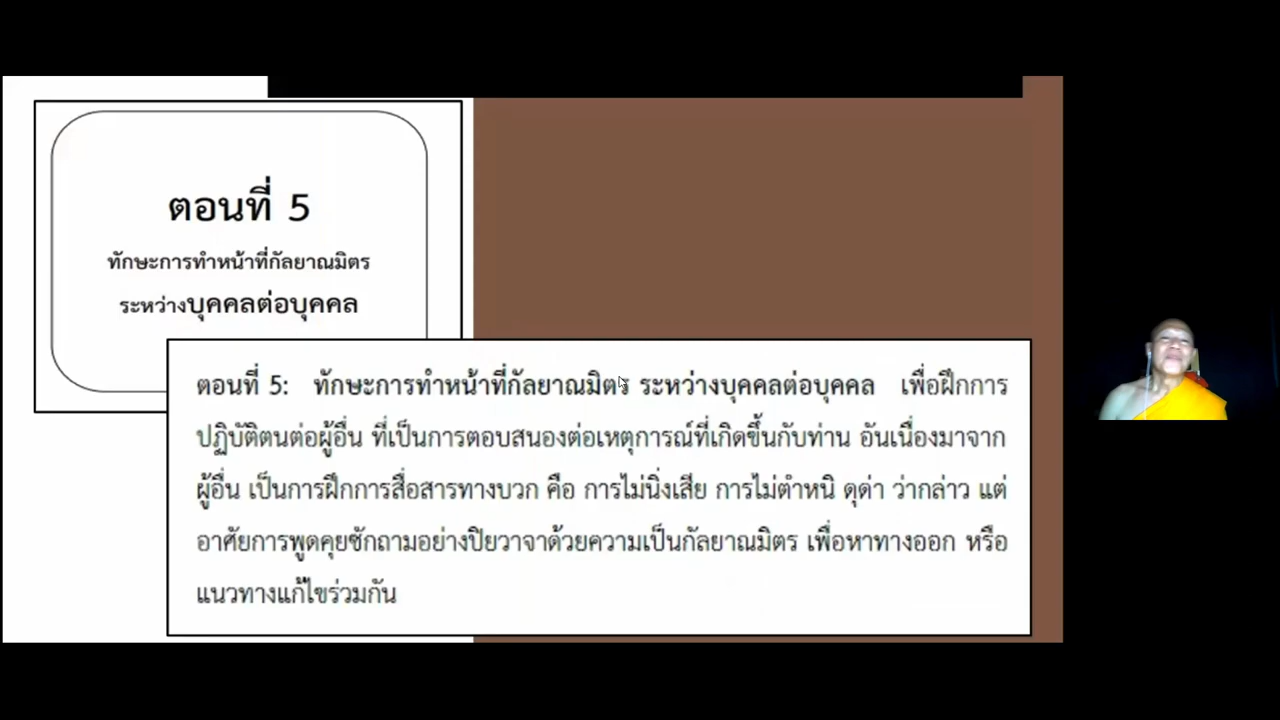 ตอนที่ 5
ทักษะการทำหน้าที่กัลยาณมิตร
ระหว่างบุคคลต่อบุคคล
ตอนที่ 5: ทักษะการทำหน้าที่กัลยาณมิตร ระหว่างบุคคลต่อบุคคล เพื่อฝึกการ
ปฏิบัติตนต่อผู้อื่น ที่เป็นการตอบสนองต่อเหตุการณ์ที่เกิดขึ้นกับท่าน อันเนื่องมาจาก
ผู้อื่น เป็นการฝึกการสื่อสารทางบวก คือ การไม่นิ่งเสีย การไม่ตำหนิ ดุด่า ว่ากล่าว แต่
อาศัยการพูดคุยซักถามอย่างปิยวาจาด้วยความเป็นกัลยาณมิตร เพื่อหาทางออก หรือ
แนวทางแก้ไขร่วมกัน